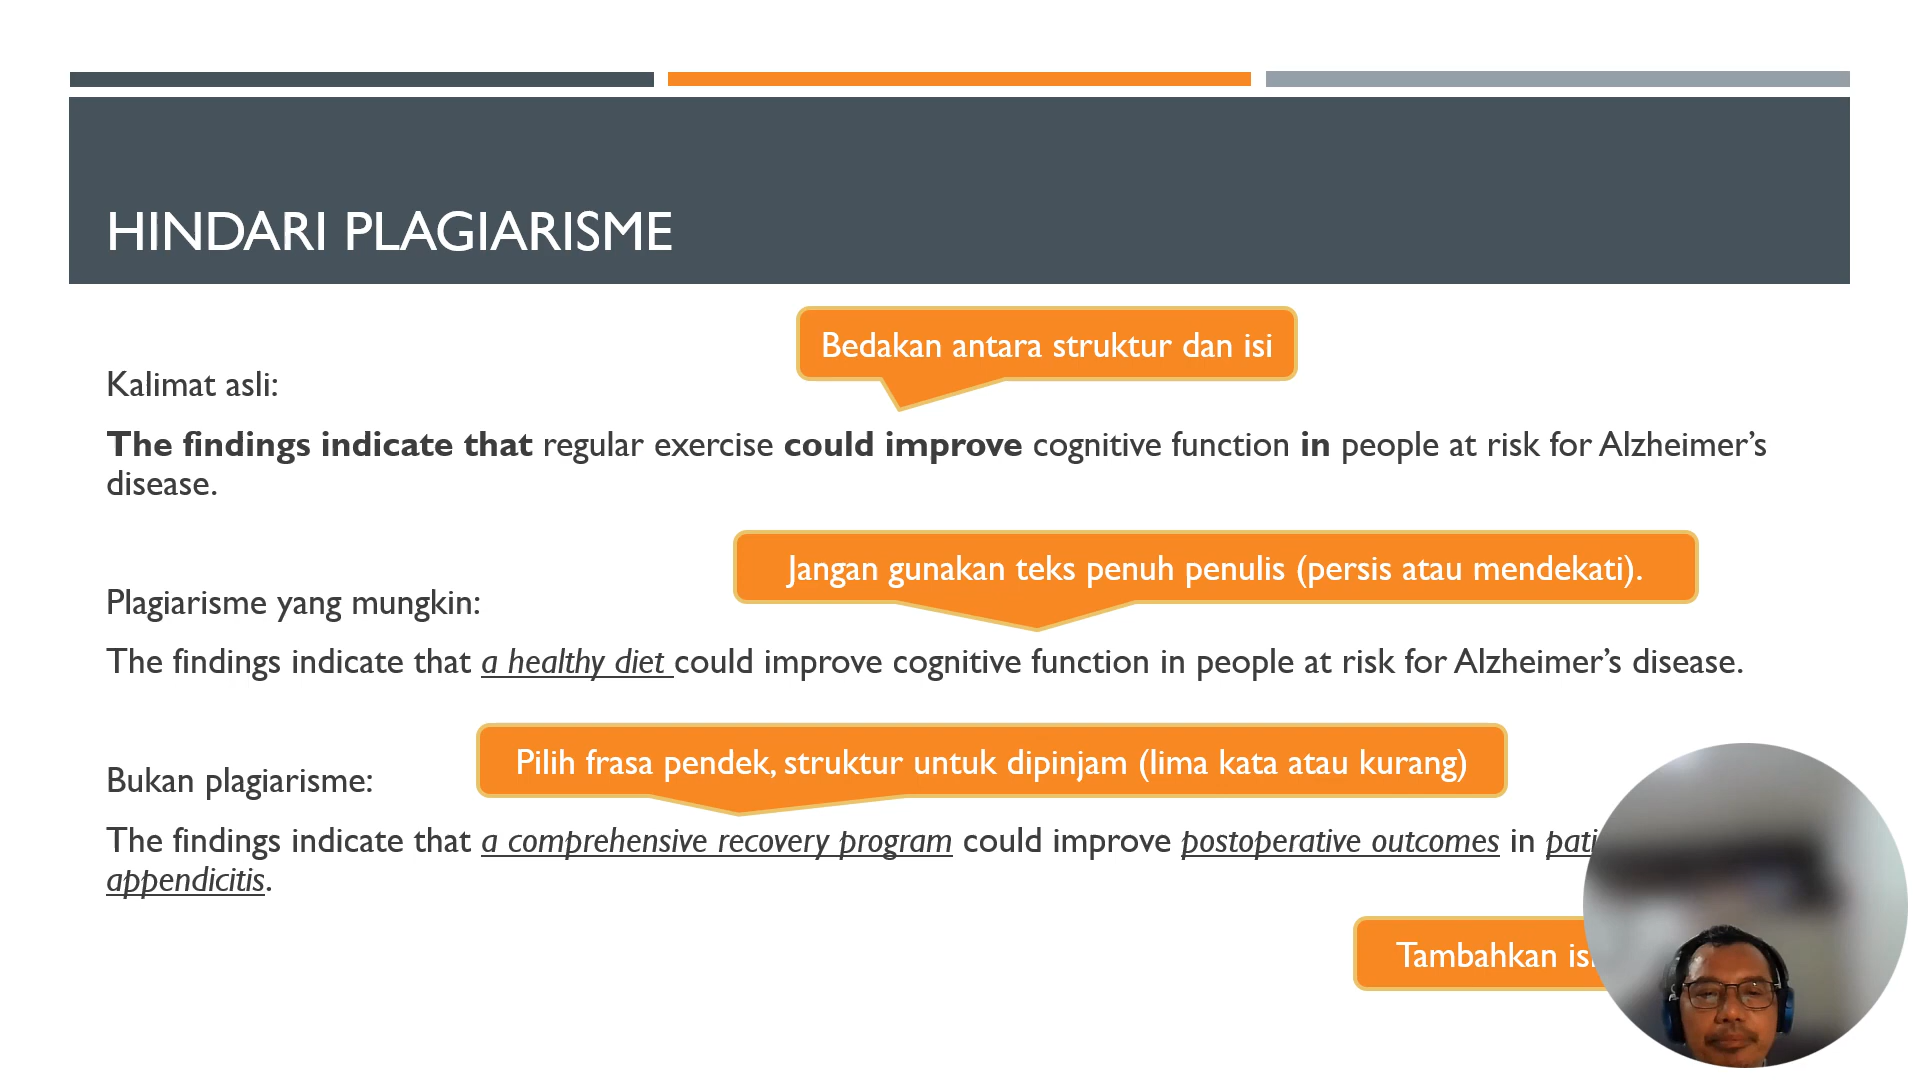 HINDARI PLAGIARISME
Bedakan antara struktur dan isi
Kalimat asli:
The findings indicate that regular exercise could improve cognitive function in people at risk for Alzheimer’s
disease.
Jangan gunakan teks penuh penulis (persis atau mendekati).
Plagiarisme yang mungkin:
The findings indicate that a healthy diet could improve cognitive function in people at risk for Alzheimer’s disease.
Pilih frasa pendek, struktur untuk dipinjam (lima kata atau kurang)
Bukan plagiarisme:
The findings indicate that a comprehensive recovery program could improve postoperative outcomes in
appendicitis.
Tambahkan